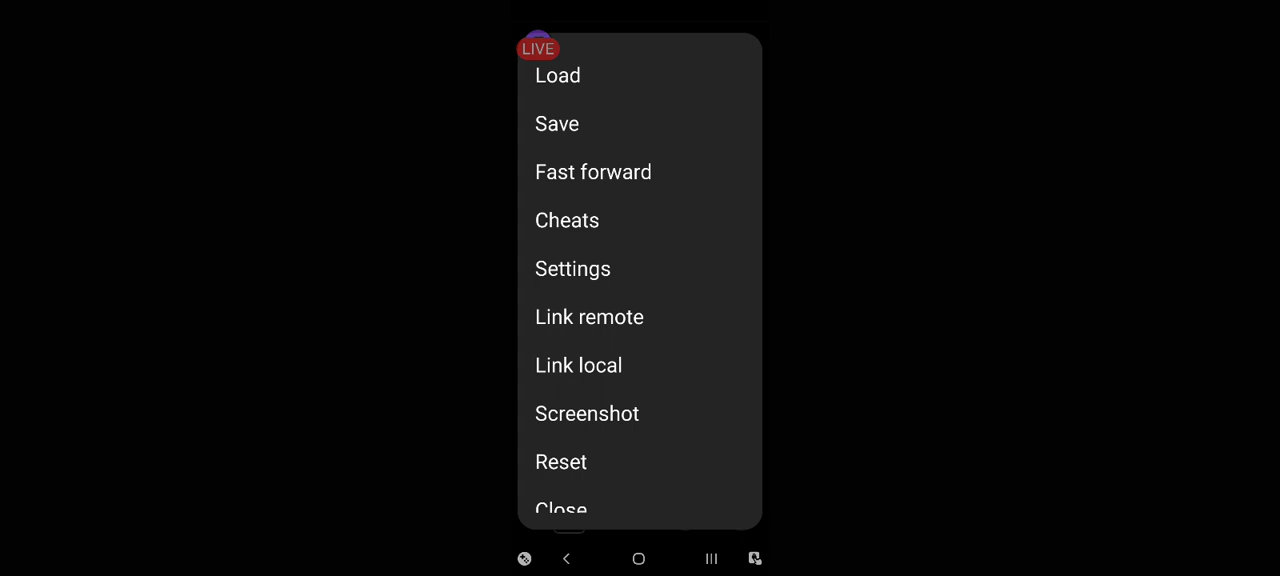 LIVE
Load
Save
Fast forward
Cheats
Settings
Link remote
Link local
Screenshot
Reset
Close